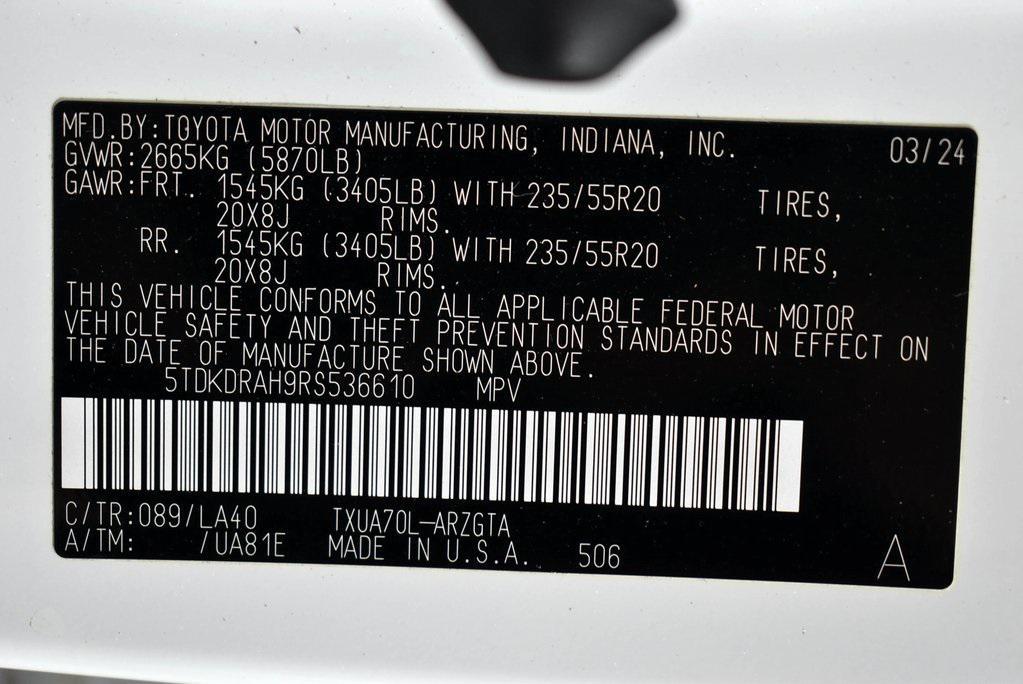 MFD.BY:TOYOTA MOTOR MANUFACTURING, INDIANA, INC. 03/24
GVWR:2665KG (5870LB)
GAWR:FRT. 1545KG (3405LB) WITH 235/55R20 TIRES,
20X8J RIMS.
RR. 1545KG (3405LB) WITH 235/55R20 TIRES,
20X8J RIMS.
THIS VEHICLE CONFORMS TO ALL APPLICABLE FEDERAL MOTOR
VEHICLE SAFETY AND THEFT PREVENTION STANDARDS IN EFFECT ON
THE DATE OF MANUFACTURE SHOWN ABOVE.
5TDKDRAH9RS536610 MPV
C/TR:089/LA40 TXUA70L-ARZGTA
A/TM: /UA81E MADE IN U.S.A. 506 A